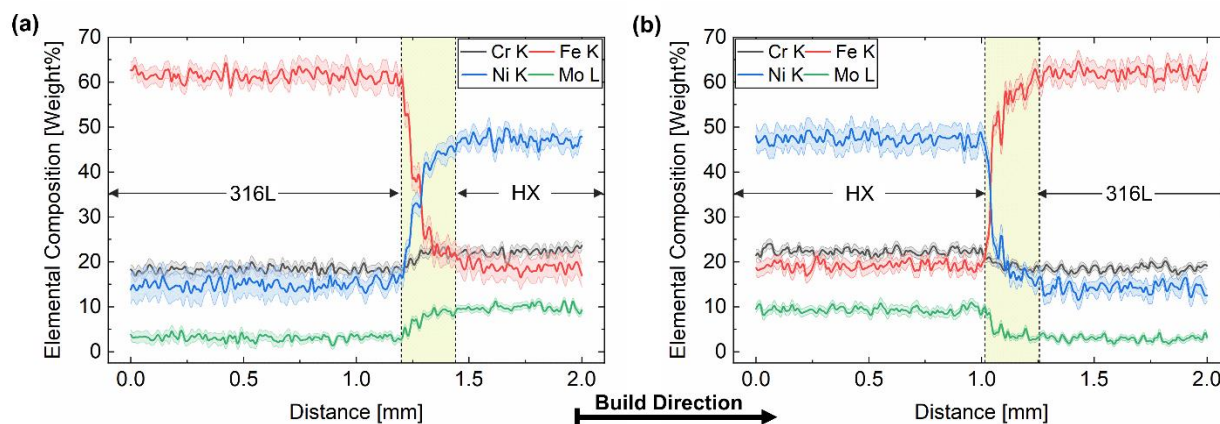 (a)
70
60
50
40
30
20
10
0
Elemental Composition [Weight%]
Cr K Fe K
Ni K Mo L
316L
HX
0.0 0.5 1.0 1.5 2.0
Distance [mm]
(b)
70
60
50
40
30
20
10
0
Elemental Composition [Weight%]
Cr K Fe K
Ni K Mo L
HX
316L
0.0 0.5 1.0 1.5 2.0
Distance [mm]
Build Direction